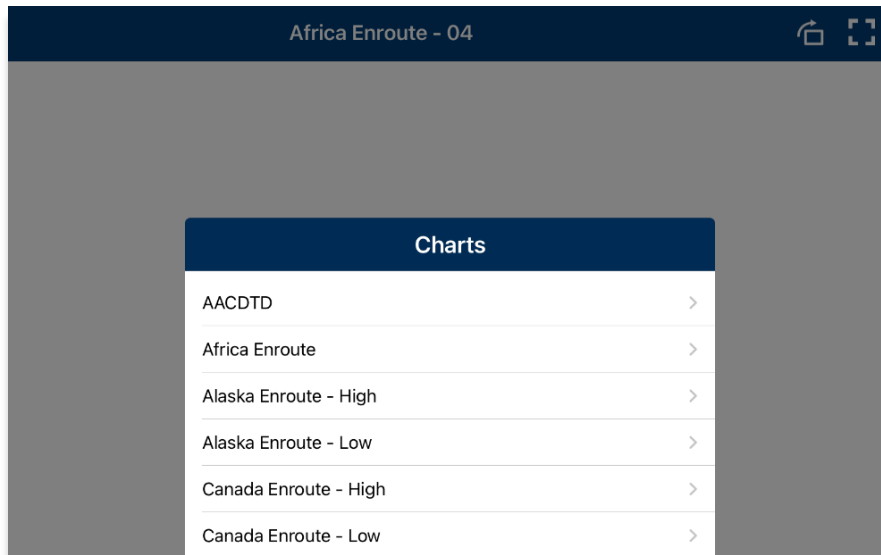 Africa Enroute - 04
Charts
AACDTD
Africa Enroute
Alaska Enroute - High
Alaska Enroute - Low
Canada Enroute - High
Canada Enroute - Low